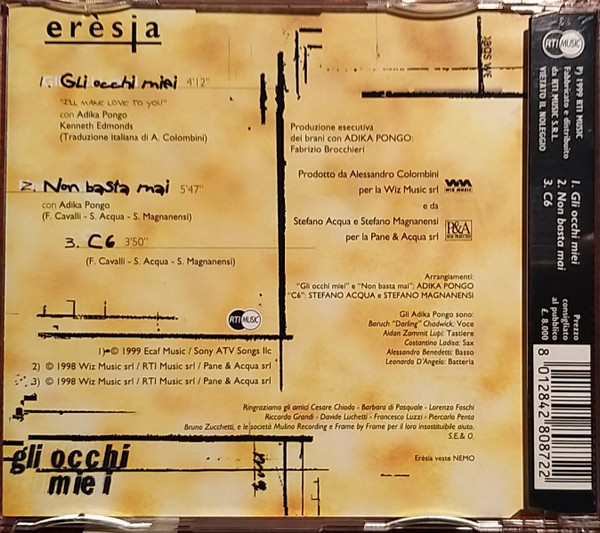 erèsia
1. Gli occhi miei 4'12"
"I'LL MAKE LOVE TO YOU"
con Adika Pongo
Kenneth Edmonds
(Traduzione italiana di A. Colombini)
2. Non basta mai 5'47"
con Adika Pongo
(F. Cavalli - S. Acqua - S. Magnanensi)
3. C6 3'50"
(F. Cavalli - S. Acqua - S. Magnanensi)
RTI MUSIC
1) ℗ © 1999 Ecaf Music / Sony ATV Songs llc
2) © 1998 Wiz Music srl / RTI Music srl / Pane & Acqua srl
3) © 1998 Wiz Music srl / RTI Music srl / Pane & Acqua srl
gli occhi
miei
Produzione esecutiva
dei brani con ADIKA PONGO:
Fabrizio Brocchieri
Prodotto da Alessandro Colombini
per la Wiz Music srl
WIZ MUSIC
e da
Stefano Acqua e Stefano Magnanensi
per la Pane & Acqua srl
P&A
Arrangiamenti:
"Gli occhi miei" e "Non basta mai": ADIKA PONGO
"C6": STEFANO ACQUA e STEFANO MAGNANENSI
Gli Adika Pongo sono:
Baruch "Darling" Chadwick: Voce
Aidan Zammit Lupi: Tastiere
Costantino Ladisa: Sax
Alessandro Benedetti: Basso
Leonardo D'Angelo: Batteria
Ringraziamo gli amici Cesare Chiodo - Barbara di Pasquale - Lorenzo Foschi
Riccardo Grandi - Davide Luchetti - Francesco Luzzi - Piercarlo Penta
Bruno Zucchetti, e le società Mulino Recording e Frame by Frame per il loro insostituibile aiuto.
S.E.& O.
Erèsia veste NEMO
RTI MUSIC
P) 1999 RTI MUSIC
Fabbricato e distribuito
da RTI MUSIC S.R.L.
VIETATO IL NOLEGGIO
1. Gli occhi miei
2. Non basta mai
3. C6
Prezzo
consigliato
al pubblico
£. 8.000
8 012842 808722